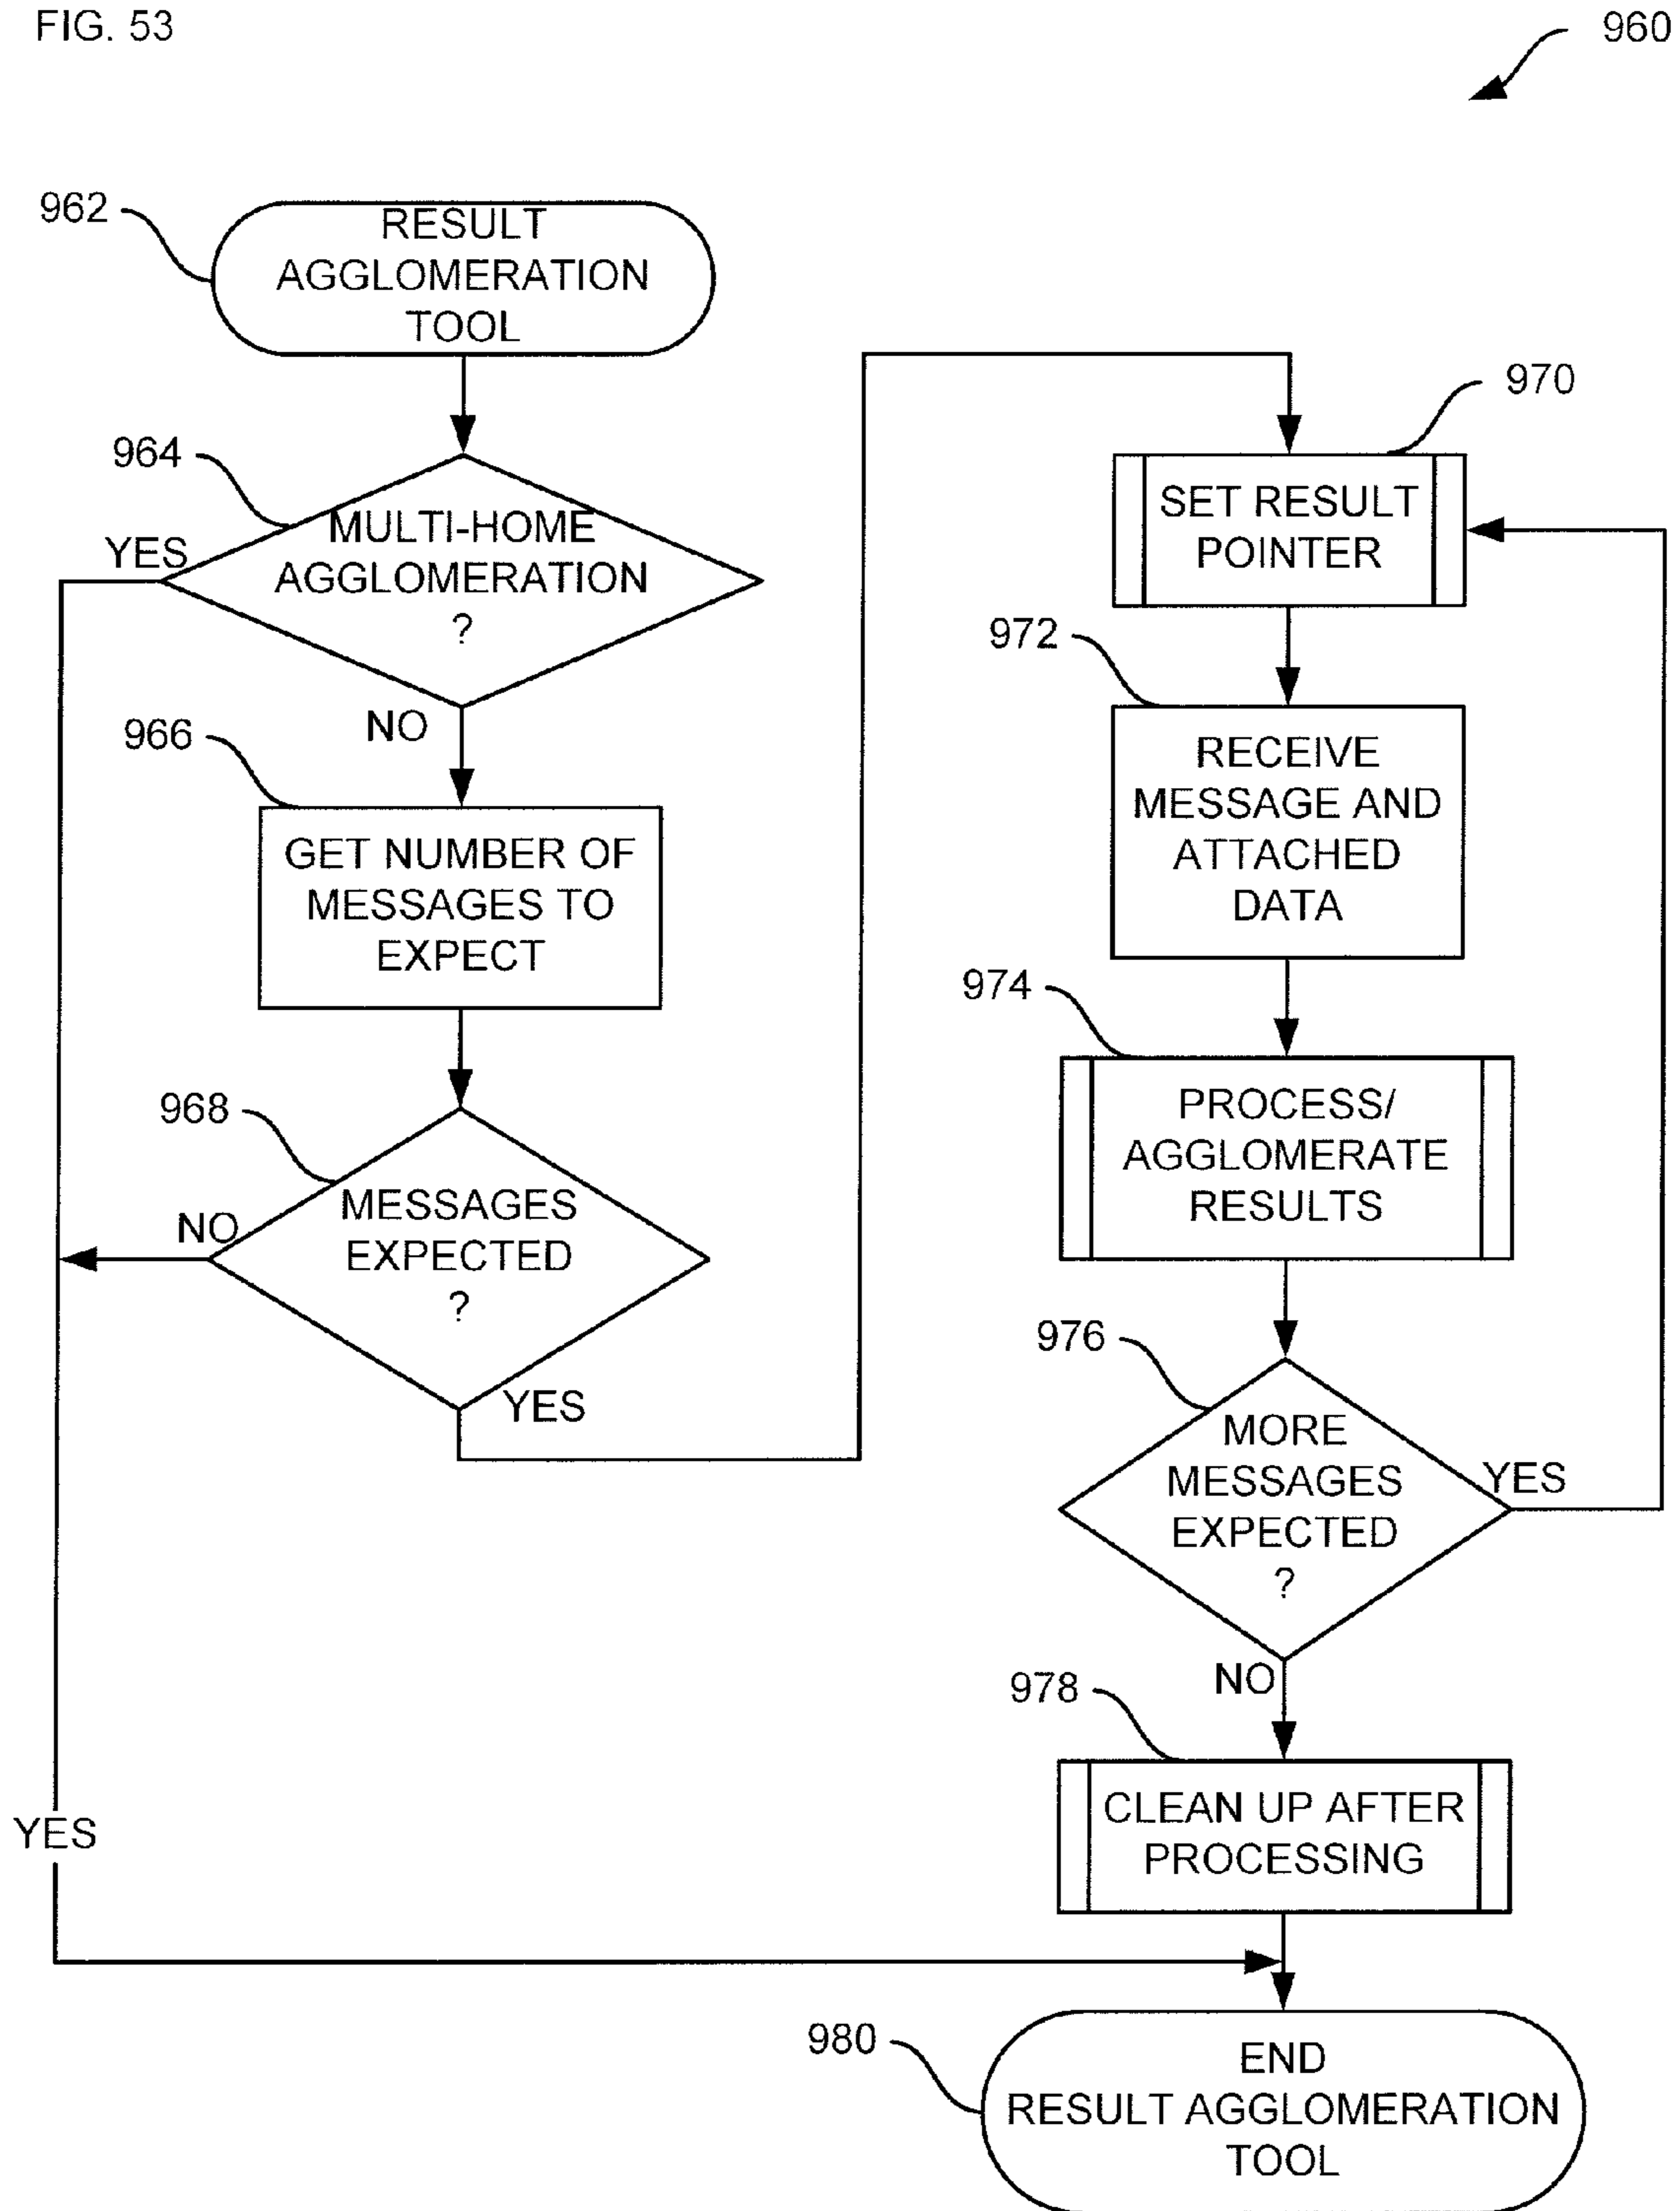 FIG. 53
960
962
RESULT
AGGLOMERATION
TOOL
964
YES
MULTI-HOME
AGGLOMERATION
?
NO
966
GET NUMBER OF
MESSAGES TO
EXPECT
968
NO
MESSAGES
EXPECTED
?
YES
970
SET RESULT
POINTER
972
RECEIVE
MESSAGE AND
ATTACHED
DATA
974
PROCESS/
AGGLOMERATE
RESULTS
976
MORE
MESSAGES
EXPECTED
?
YES
NO
978
CLEAN UP AFTER
PROCESSING
YES
980
END
RESULT AGGLOMERATION
TOOL